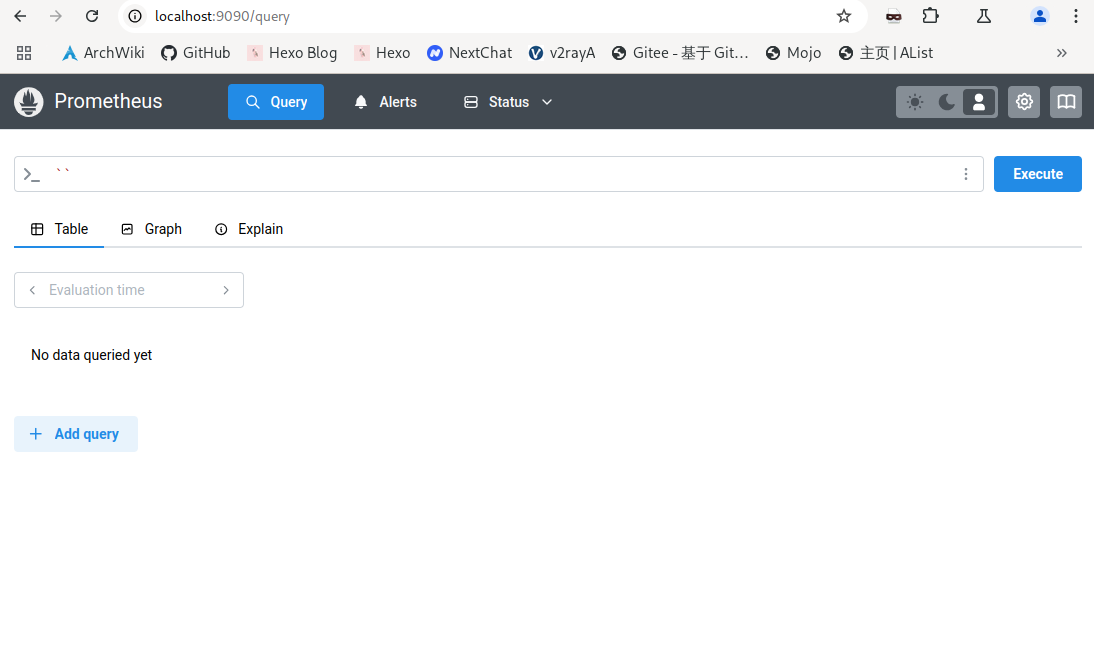 localhost:9090/query
ArchWiki GitHub Hexo Blog Hexo NextChat v2rayA Gitee - 基于 Git... Mojo 主页 | AList »
Prometheus Query Alerts Status
>_ `` Execute
Table Graph Explain
Evaluation time
No data queried yet
+ Add query